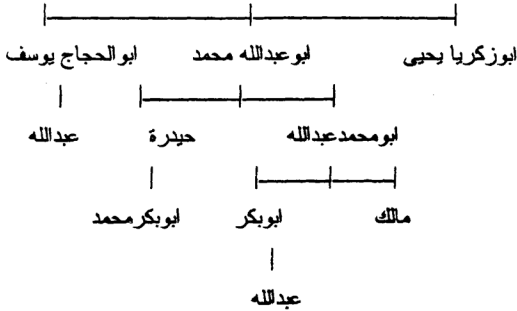 ابوزكريا يحيى ابوعبدالله محمد ابوالحجاج يوسف
ابومحمدعبدالله حيدرة عبدالله
مالك ابوبكر ابوبكرمحمد
عبدالله